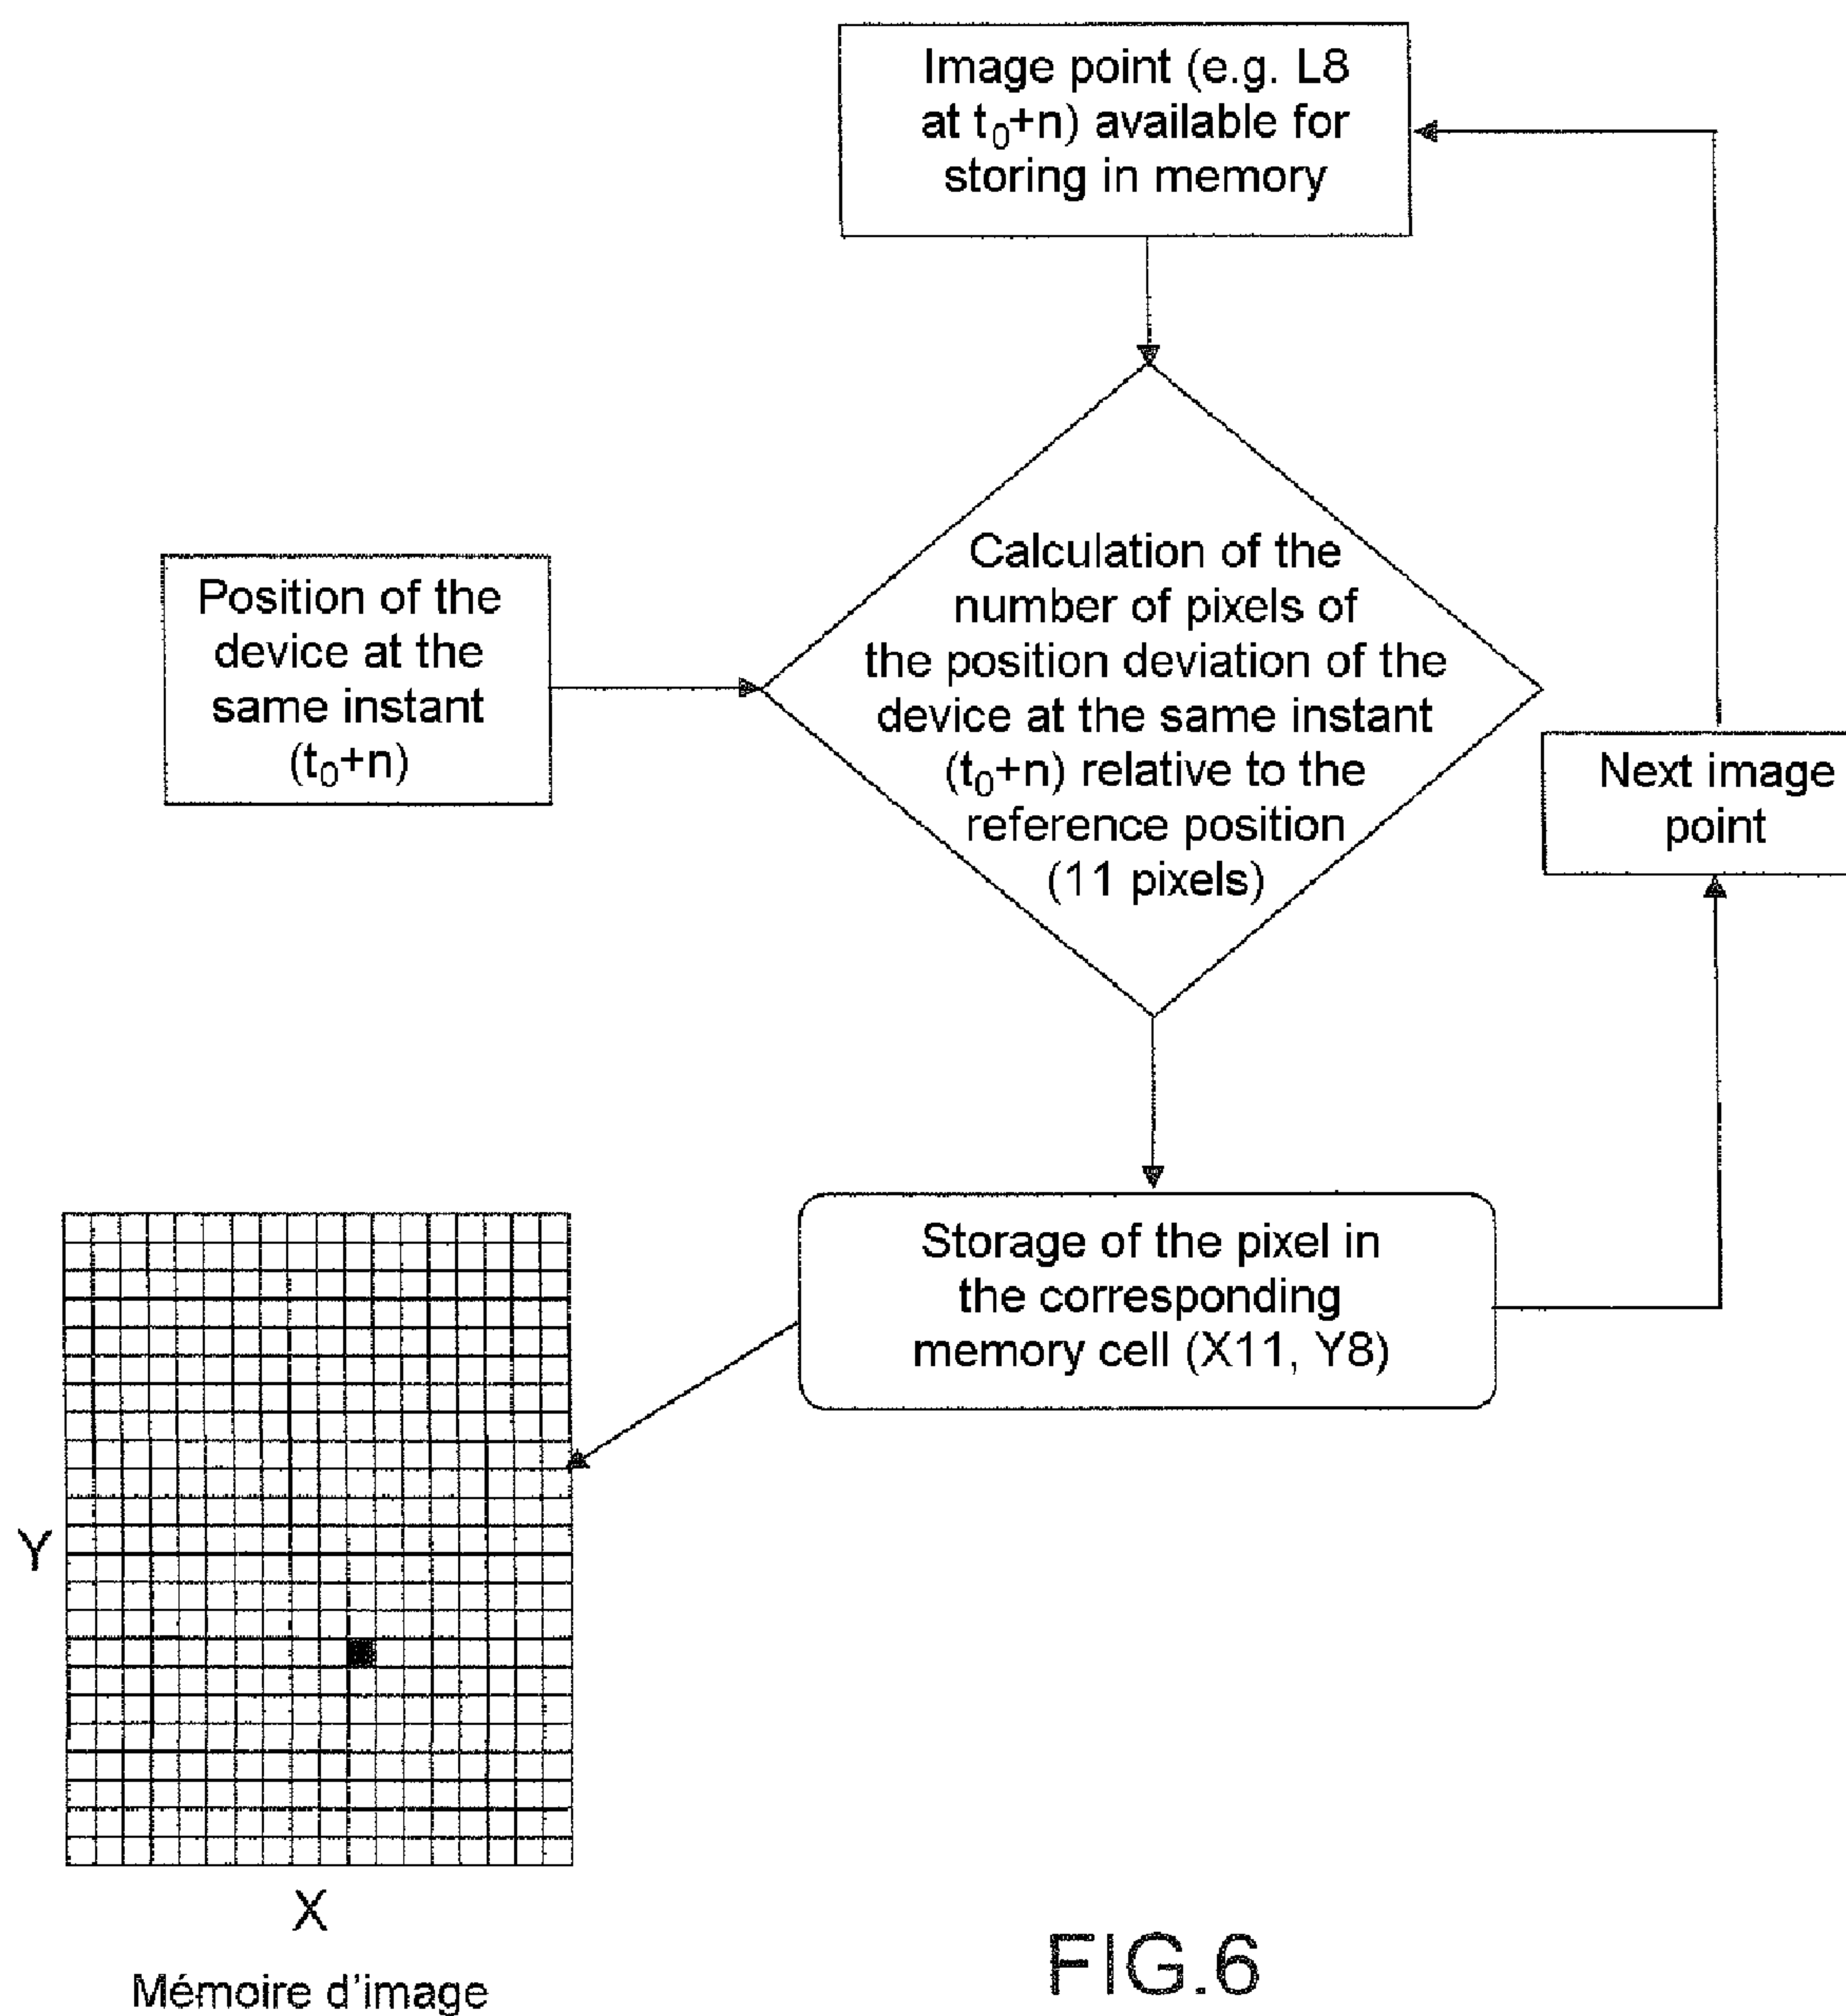 Image point (e.g. L8
at t₀+n) available for
storing in memory
Position of the
device at the
same instant
(t₀+n)
Calculation of the
number of pixels of
the position deviation of the
device at the same instant
(t₀+n) relative to the
reference position
(11 pixels)
Next image
point
Storage of the pixel in
the corresponding
memory cell (X11, Y8)
Y
X
Mémoire d'image
FIG.6